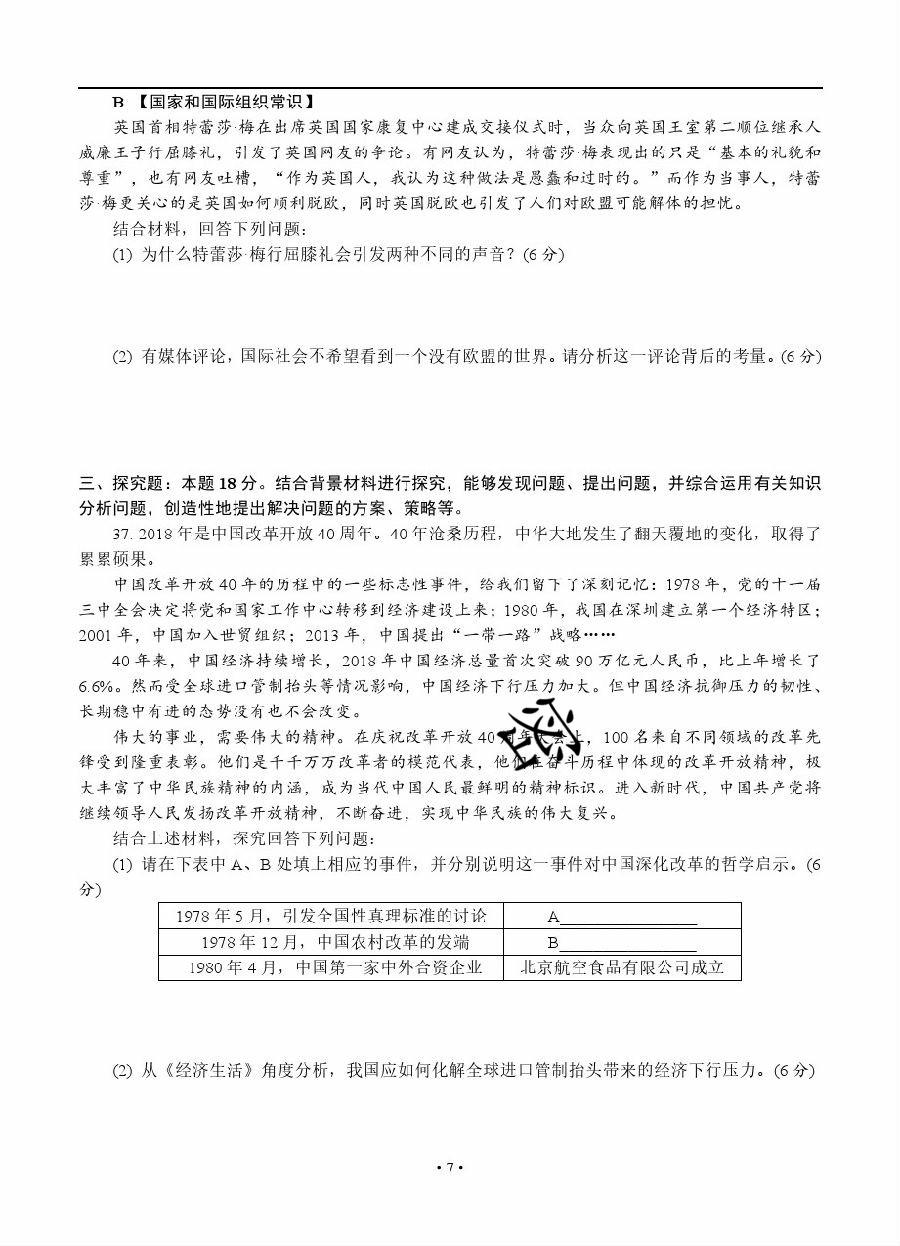 B 【国家和国际组织常识】
英国首相特蕾莎·梅在出席英国国家康复中心建成交接仪式时，当众向英国王室第二顺位继承人
威廉王子行屈膝礼，引发了英国网友的争论。有网友认为，特蕾莎·梅表现出的只是“基本的礼貌和
尊重”，也有网友吐槽，“作为英国人，我认为这种做法是愚蠢和过时的。”而作为当事人，特蕾
莎·梅更关心的是英国如何顺利脱欧，同时英国脱欧也引发了人们对欧盟可能解体的担忧。
结合材料，回答下列问题：
(1) 为什么特蕾莎·梅行屈膝礼会引发两种不同的声音？(6 分)
(2) 有媒体评论，国际社会不希望看到一个没有欧盟的世界。请分析这一评论背后的考量。(6 分)
三、探究题：本题 18 分。结合背景材料进行探究，能够发现问题、提出问题，并综合运用有关知识
分析问题，创造性地提出解决问题的方案、策略等。
37. 2018 年是中国改革开放 40 周年。40 年沧桑历程，中华大地发生了翻天覆地的变化，取得了
累累硕果。
中国改革开放 40 年的历程中的一些标志性事件，给我们留下了深刻记忆：1978 年，党的十一届
三中全会决定将党和国家工作中心转移到经济建设上来；1980 年，我国在深圳建立第一个经济特区；
2001 年，中国加入世贸组织；2013 年，中国提出“一带一路”战略……
40 年来，中国经济持续增长，2018 年中国经济总量首次突破 90 万亿元人民币，比上年增长了
6.6%。然而受全球进口管制抬头等情况影响，中国经济下行压力加大。但中国经济抗御压力的韧性、
长期稳中有进的态势没有也不会改变。
伟大的事业，需要伟大的精神。在庆祝改革开放 40 周年大会上，100 名来自不同领域的改革先
锋受到隆重表彰。他们是千千万万改革者的模范代表，他们在奋斗历程中体现的改革开放精神，极
大丰富了中华民族精神的内涵，成为当代中国人民最鲜明的精神标识。进入新时代，中国共产党将
继续领导人民发扬改革开放精神，不断奋进，实现中华民族的伟大复兴。
结合上述材料，探究回答下列问题：
(1) 请在下表中 A、B 处填上相应的事件，并分别说明这一事件对中国深化改革的哲学启示。(6
分)
1978 年 5 月，引发全国性真理标准的讨论 A________________
1978 年 12 月，中国农村改革的发端 B________________
1980 年 4 月，中国第一家中外合资企业 北京航空食品有限公司成立
(2) 从《经济生活》角度分析，我国应如何化解全球进口管制抬头带来的经济下行压力。(6 分)
• 7 •